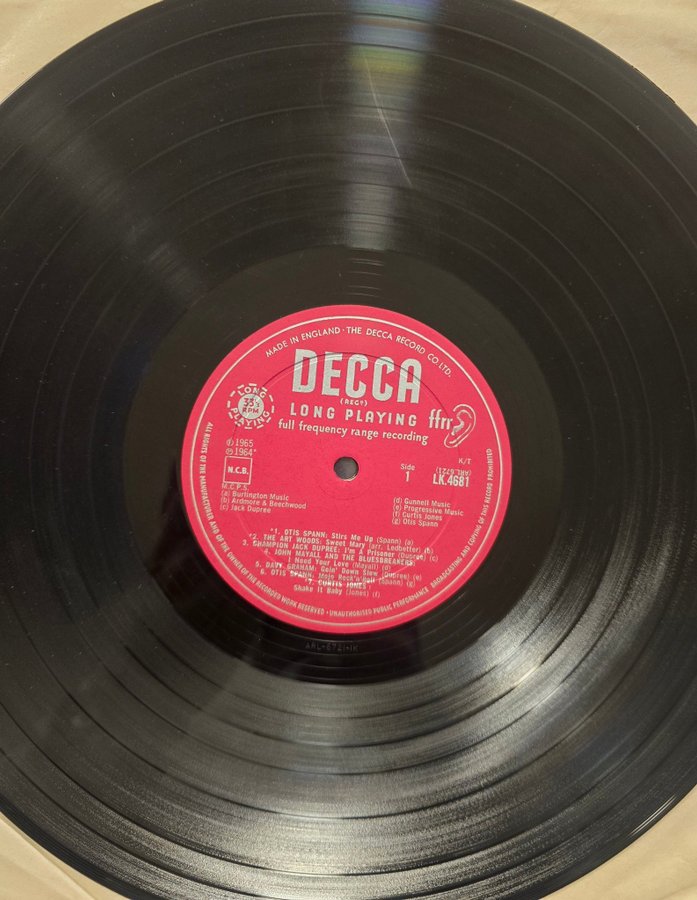 MADE IN ENGLAND · THE DECCA RECORD CO. LTD.
DECCA
(REGD)
LONG PLAYING
ffrr
full frequency range recording
LONG
33⅓
RPM
PLAYING
℗1965
℗1964*
N.C.B.
Side
1
K/T
(ARL.6721)
LK.4681
M.C.P.S.
(a) Burlington Music
(b) Ardmore & Beechwood
(c) Jack Dupree
(d) Gunnell Music
(e) Progressive Music
(f) Curtis Jones
(g) Otis Spann
*1. OTIS SPANN: Stirs Me Up (Spann) (a)
*2. THE ART WOODS: Sweet Mary (arr. Ledbetter) (b)
3. CHAMPION JACK DUPREE: I'm A Prisoner (Dupree) (c)
4. JOHN MAYALL AND THE BLUESBREAKERS:
I Need Your Love (Mayall) (d)
5. DAVY GRAHAM: Goin' Down Slow (Dupree) (e)
6. OTIS SPANN: Mojo Rock'n'Roll (Spann) (g)
*7. CURTIS JONES:
Shake It Baby (Jones) (f)
ALL RIGHTS OF THE MANUFACTURER AND OF THE OWNER OF THE RECORDED WORK RESERVED · UNAUTHORISED PUBLIC PERFORMANCE BROADCASTING AND COPYING OF THIS RECORD PROHIBITED
ARL-6721-1K